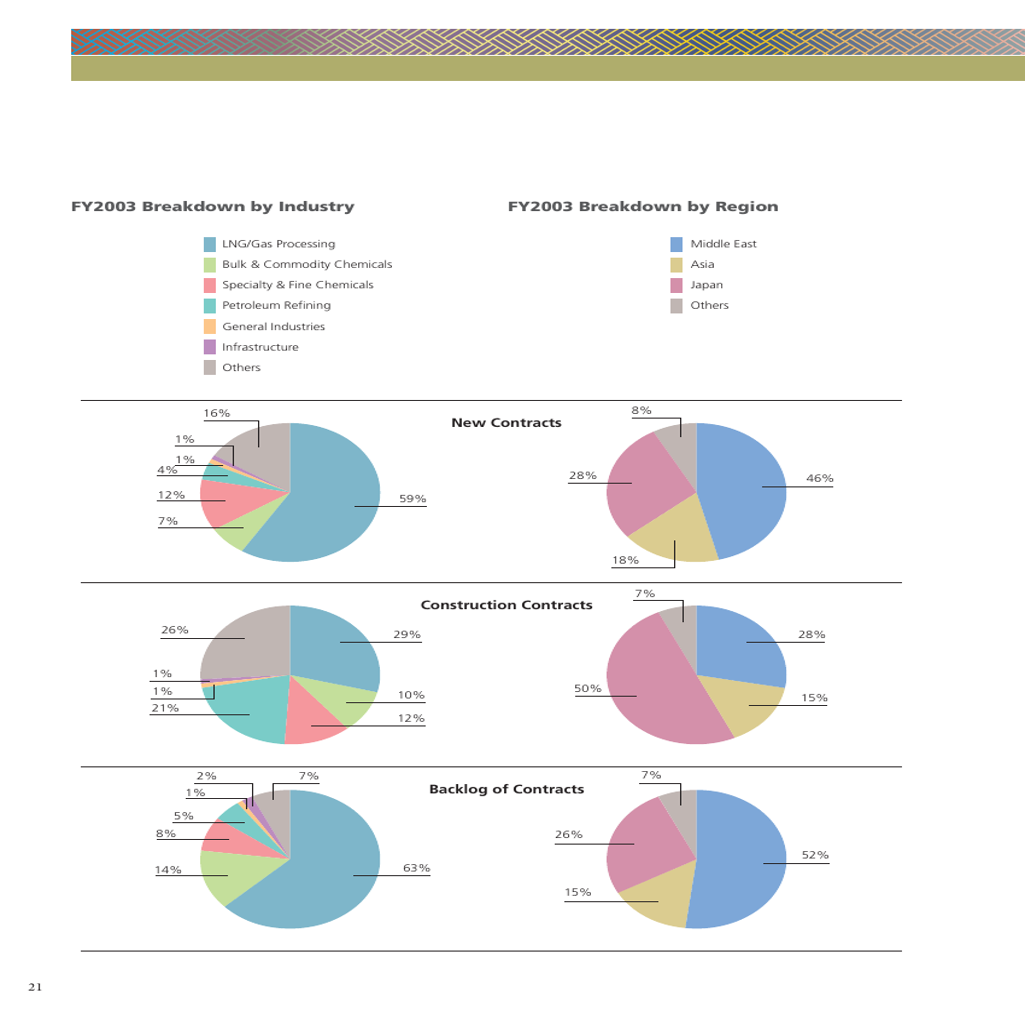 FY2003 Breakdown by Industry
LNG/Gas Processing
Bulk & Commodity Chemicals
Specialty & Fine Chemicals
Petroleum Refining
General Industries
Infrastructure
Others
FY2003 Breakdown by Region
Middle East
Asia
Japan
Others
New Contracts
16%
1%
1%
4%
12%
7%
59%
8%
28%
46%
18%
Construction Contracts
26%
29%
1%
1%
21%
10%
12%
7%
28%
50%
15%
Backlog of Contracts
2%
7%
1%
5%
8%
14%
63%
7%
26%
52%
15%
21